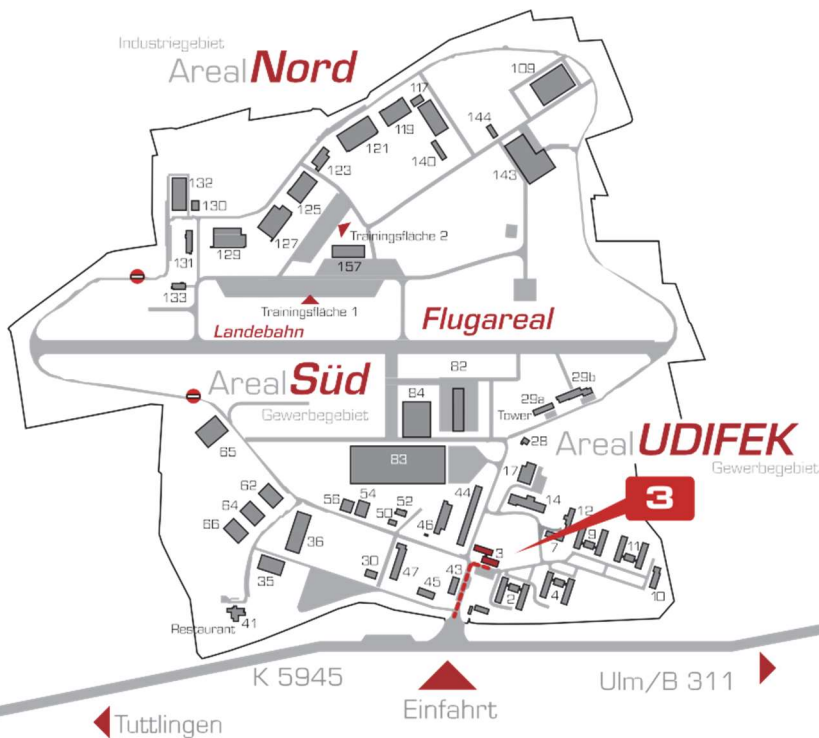 Industriegebiet
Areal Nord
109
117
119
144
121
140
143
123
132
130
125
127
Trainingsfläche 2
129
131
157
133
Trainingsfläche 1
Landebahn
Flugareal
82
Areal Süd
84
29b
29a
Gewerbegebiet
Tower
65
28
Areal UDIFEK
Gewerbegebiet
83
17
62
44
3
64
56
54
52
14
50
12
66
36
46
9
7
11
3
30
47
43
35
45
2
4
10
Restaurant
41
K 5945
Ulm/B 311
Einfahrt
Tuttlingen